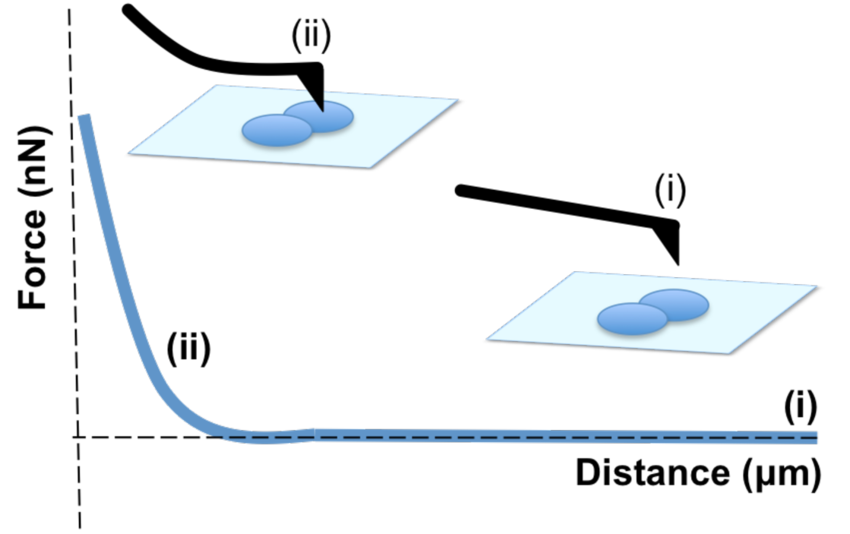 (ii)
(i)
Force (nN)
(ii)
(i)
Distance (μm)